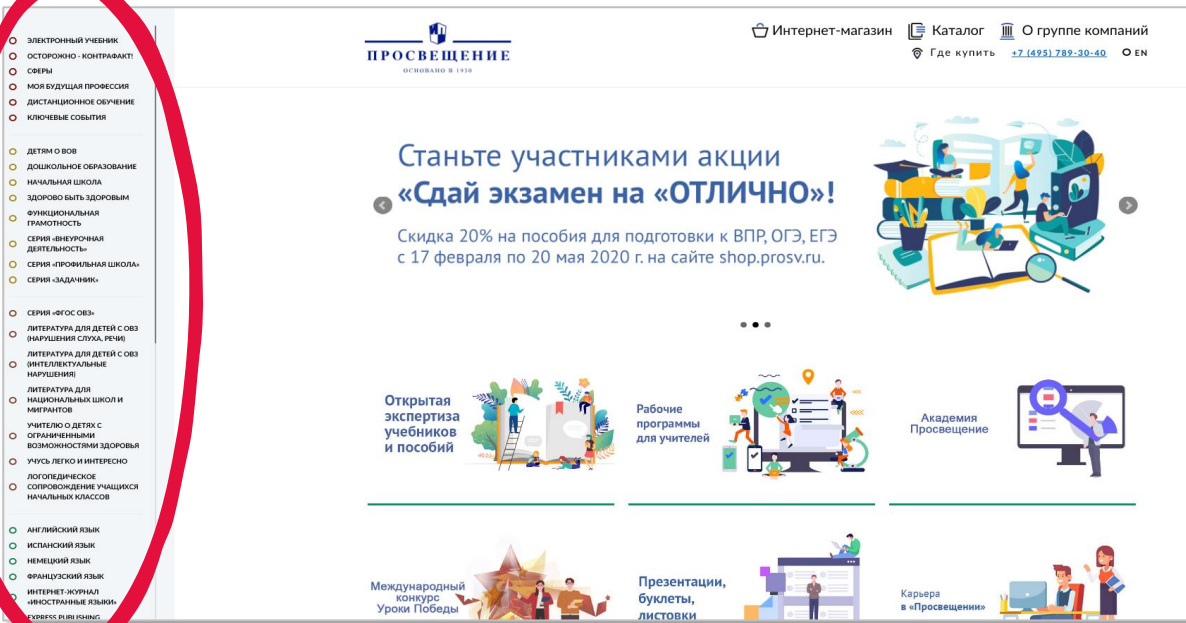 ЭЛЕКТРОННЫЙ УЧЕБНИК
ОСТОРОЖНО - КОНТРАФАКТ!
СФЕРЫ
МОЯ БУДУЩАЯ ПРОФЕССИЯ
ДИСТАНЦИОННОЕ ОБУЧЕНИЕ
КЛЮЧЕВЫЕ СОБЫТИЯ
ДЕТЯМ О ВОВ
ДОШКОЛЬНОЕ ОБРАЗОВАНИЕ
НАЧАЛЬНАЯ ШКОЛА
ЗДОРОВО БЫТЬ ЗДОРОВЫМ
ФУНКЦИОНАЛЬНАЯ
ГРАМОТНОСТЬ
СЕРИЯ «ВНЕУРОЧНАЯ
ДЕЯТЕЛЬНОСТЬ»
СЕРИЯ «ПРОФИЛЬНАЯ ШКОЛА»
СЕРИЯ «ЗАДАЧНИК»
СЕРИЯ «ФГОС ОВЗ»
ЛИТЕРАТУРА ДЛЯ ДЕТЕЙ С ОВЗ
(НАРУШЕНИЯ СЛУХА, РЕЧИ)
ЛИТЕРАТУРА ДЛЯ ДЕТЕЙ С ОВЗ
(ИНТЕЛЛЕКТУАЛЬНЫЕ
НАРУШЕНИЯ)
ЛИТЕРАТУРА ДЛЯ
НАЦИОНАЛЬНЫХ ШКОЛ И
МИГРАНТОВ
УЧИТЕЛЮ О ДЕТЯХ С
ОГРАНИЧЕННЫМИ
ВОЗМОЖНОСТЯМИ ЗДОРОВЬЯ
УЧУСЬ ЛЕГКО И ИНТЕРЕСНО
ЛОГОПЕДИЧЕСКОЕ
СОПРОВОЖДЕНИЕ УЧАЩИХСЯ
НАЧАЛЬНЫХ КЛАССОВ
АНГЛИЙСКИЙ ЯЗЫК
ИСПАНСКИЙ ЯЗЫК
НЕМЕЦКИЙ ЯЗЫК
ФРАНЦУЗСКИЙ ЯЗЫК
ИНТЕРНЕТ-ЖУРНАЛ
«ИНОСТРАННЫЕ ЯЗЫКИ»
EXPRESS PUBLISHING
ПРОСВЕЩЕНИЕ
ОСНОВАНО В 1930
Интернет-магазин Каталог О группе компаний
Где купить +7 (495) 789-30-40 EN
Станьте участниками акции
«Сдай экзамен на «ОТЛИЧНО»!
Скидка 20% на пособия для подготовки к ВПР, ОГЭ, ЕГЭ
с 17 февраля по 20 мая 2020 г. на сайте shop.prosv.ru.
Открытая
экспертиза
учебников
и пособий
Рабочие
программы
для учителей
Академия
Просвещение
Международный
конкурс
Уроки Победы
Презентации,
буклеты,
листовки
Карьера
в «Просвещении»